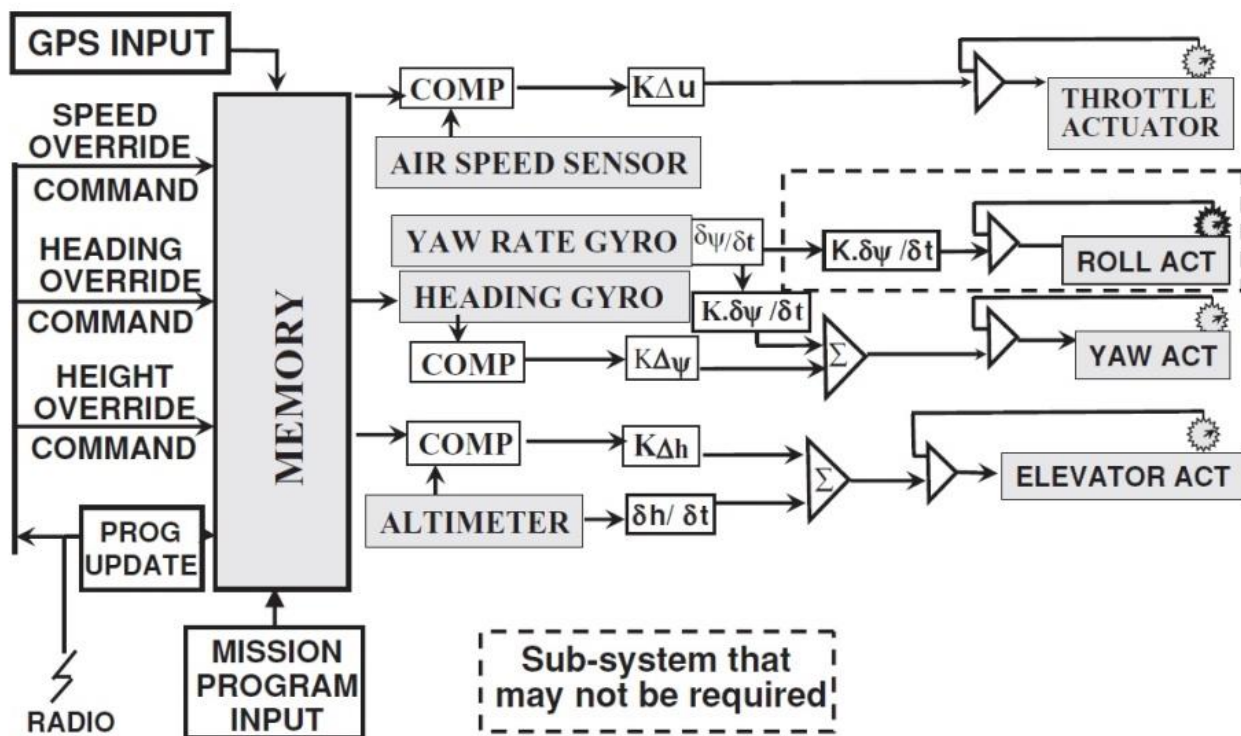 GPS INPUT
SPEED
OVERRIDE
COMMAND
HEADING
OVERRIDE
COMMAND
HEIGHT
OVERRIDE
COMMAND
PROG
UPDATE
RADIO
MEMORY
MISSION
PROGRAM
INPUT
COMP
KΔu
THROTTLE
ACTUATOR
AIR SPEED SENSOR
YAW RATE GYRO
δψ/δt
K.δψ /δt
ROLL ACT
HEADING GYRO
K.δψ /δt
COMP
KΔψ
Σ
YAW ACT
COMP
KΔh
Σ
ELEVATOR ACT
ALTIMETER
δh/ δt
Sub-system that
may not be required